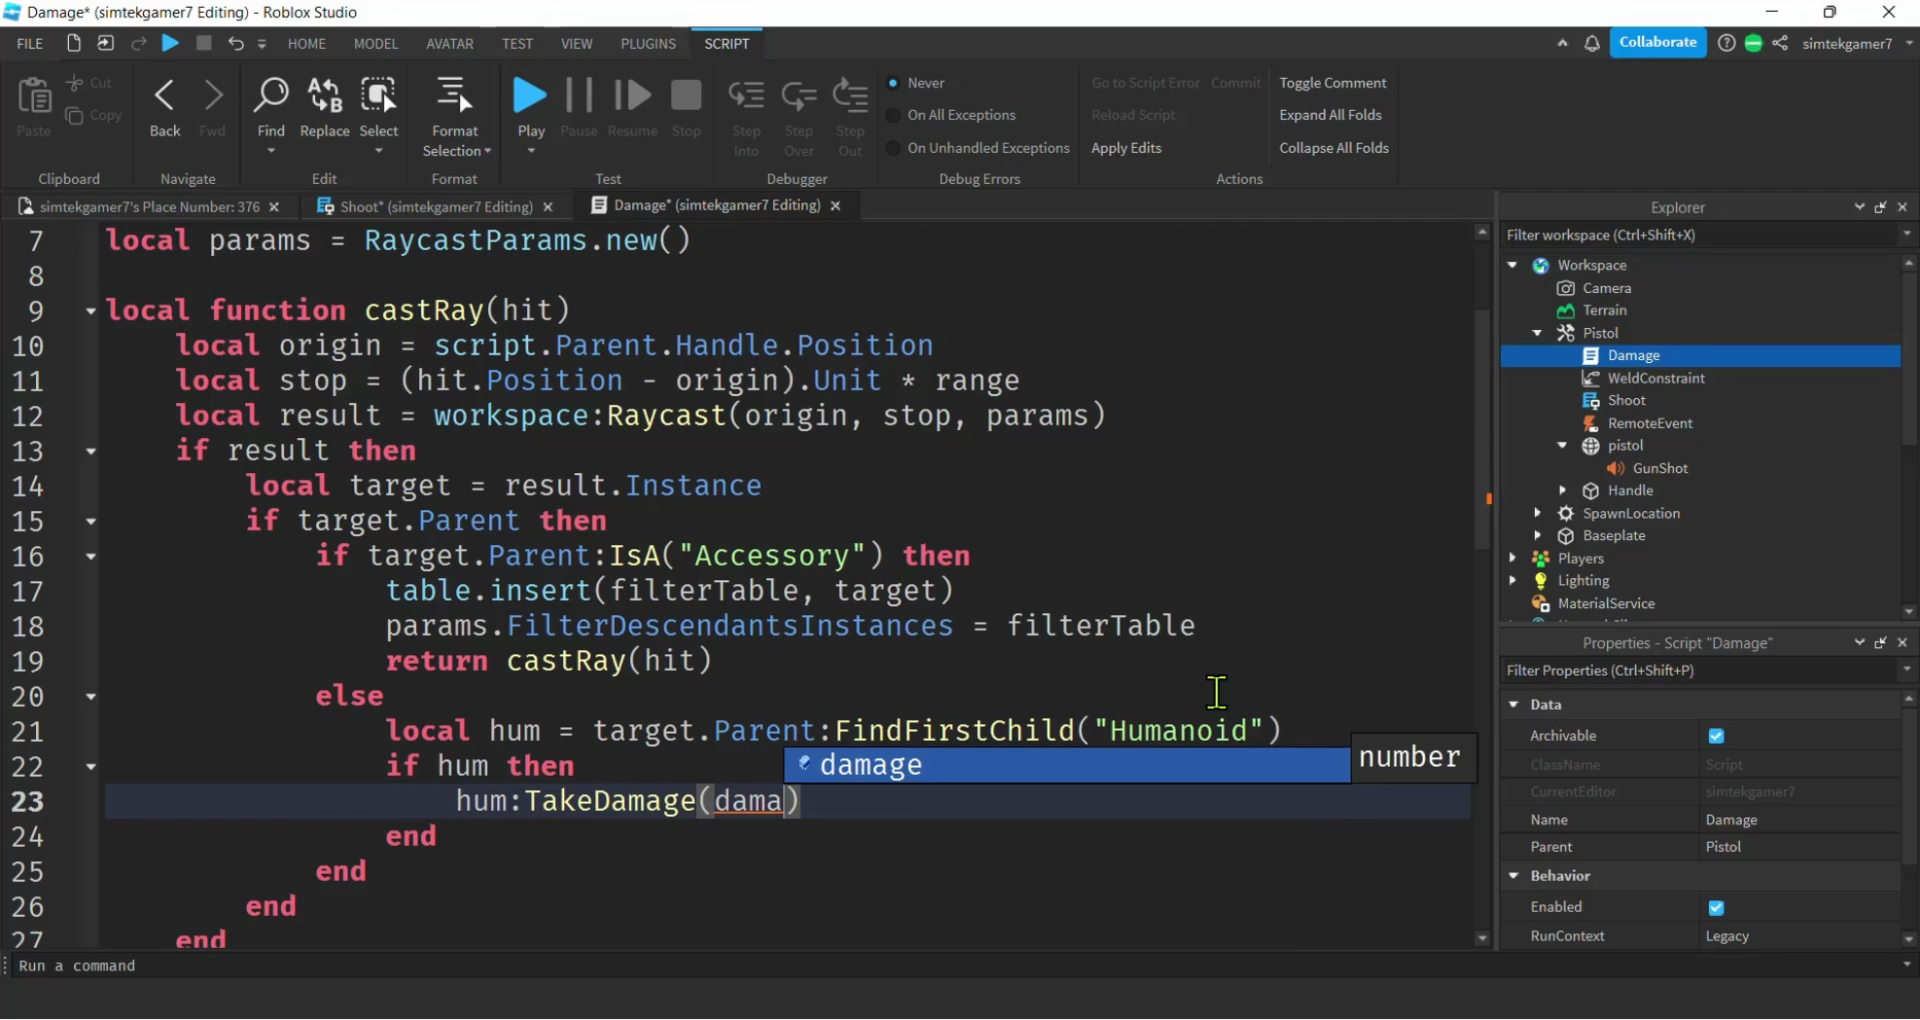 Damage* (simtekgamer7 Editing) - Roblox Studio
FILE HOME MODEL AVATAR TEST VIEW PLUGINS SCRIPT Collaborate simtekgamer7
Paste Cut Copy Back Fwd Find Replace Select Format Selection Play Pause Resume Stop Step Into Step Over Step Out
Never
On All Exceptions
On Unhandled Exceptions
Go to Script Error Commit
Reload Script
Apply Edits
Toggle Comment
Expand All Folds
Collapse All Folds
Clipboard Navigate Edit Format Test Debugger Debug Errors Actions
simtekgamer7's Place Number: 376 Shoot* (simtekgamer7 Editing) Damage* (simtekgamer7 Editing)
7 local params = RaycastParams.new()
8
9 local function castRay(hit)
10 local origin = script.Parent.Handle.Position
11 local stop = (hit.Position - origin).Unit * range
12 local result = workspace:Raycast(origin, stop, params)
13 if result then
14 local target = result.Instance
15 if target.Parent then
16 if target.Parent:IsA("Accessory") then
17 table.insert(filterTable, target)
18 params.FilterDescendantsInstances = filterTable
19 return castRay(hit)
20 else
21 local hum = target.Parent:FindFirstChild("Humanoid")
22 if hum then
damage number
23 hum:TakeDamage(dama)
24 end
25 end
26 end
27 end
Run a command
Explorer
Filter workspace (Ctrl+Shift+X)
Workspace
Camera
Terrain
Pistol
Damage
WeldConstraint
Shoot
RemoteEvent
pistol
GunShot
Handle
SpawnLocation
Baseplate
Players
Lighting
MaterialService
Properties - Script "Damage"
Filter Properties (Ctrl+Shift+P)
Data
Archivable
ClassName Script
CurrentEditor simtekgamer7
Name Damage
Parent Pistol
Behavior
Enabled
RunContext Legacy